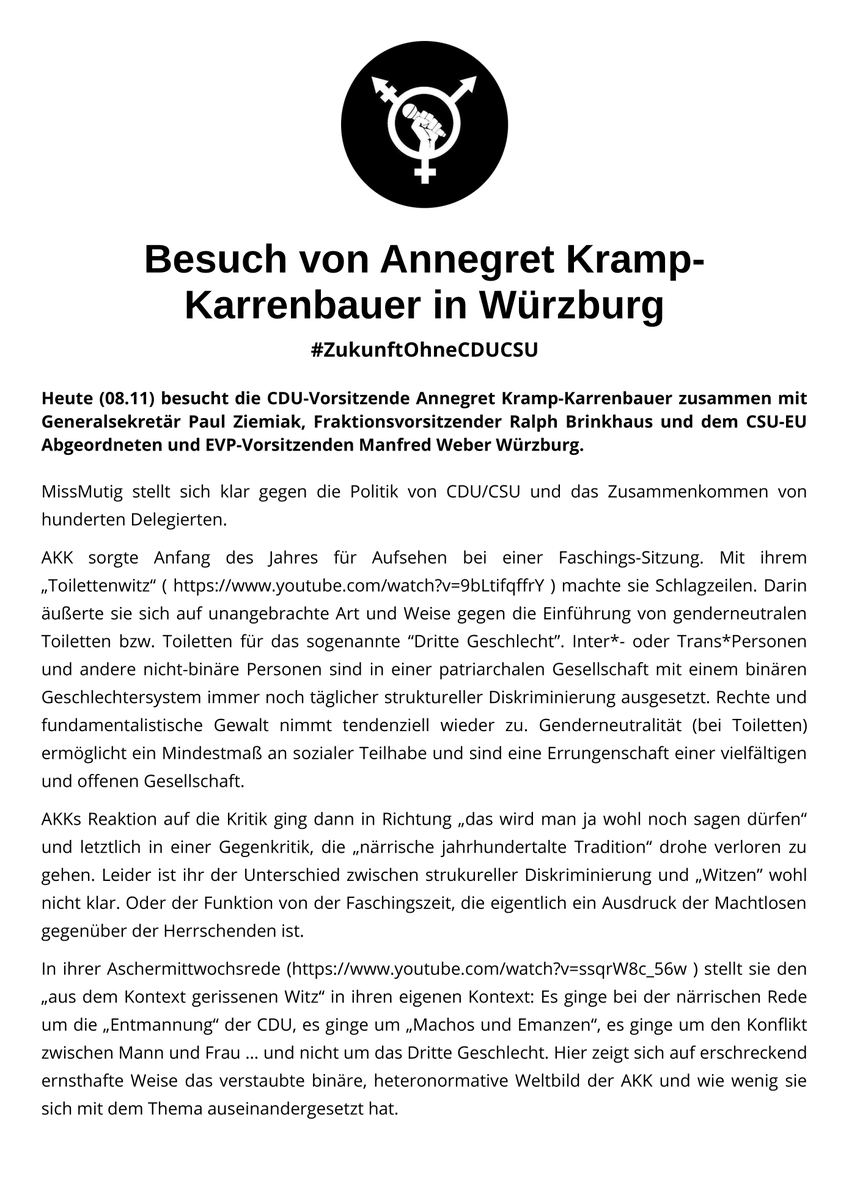 Besuch von Annegret Kramp-
Karrenbauer in Würzburg
#ZukunftOhneCDUCSU
Heute (08.11) besucht die CDU-Vorsitzende Annegret Kramp-Karrenbauer zusammen mit
Generalsekretär Paul Ziemiak, Fraktionsvorsitzender Ralph Brinkhaus und dem CSU-EU
Abgeordneten und EVP-Vorsitzenden Manfred Weber Würzburg.
MissMutig stellt sich klar gegen die Politik von CDU/CSU und das Zusammenkommen von
hunderten Delegierten.
AKK sorgte Anfang des Jahres für Aufsehen bei einer Faschings-Sitzung. Mit ihrem
„Toilettenwitz“ ( https://www.youtube.com/watch?v=9bLtifqffrY ) machte sie Schlagzeilen. Darin
äußerte sie sich auf unangebrachte Art und Weise gegen die Einführung von genderneutralen
Toiletten bzw. Toiletten für das sogenannte “Dritte Geschlecht”. Inter*- oder Trans*Personen
und andere nicht-binäre Personen sind in einer patriarchalen Gesellschaft mit einem binären
Geschlechtersystem immer noch täglicher struktureller Diskriminierung ausgesetzt. Rechte und
fundamentalistische Gewalt nimmt tendenziell wieder zu. Genderneutralität (bei Toiletten)
ermöglicht ein Mindestmaß an sozialer Teilhabe und sind eine Errungenschaft einer vielfältigen
und offenen Gesellschaft.
AKKs Reaktion auf die Kritik ging dann in Richtung „das wird man ja wohl noch sagen dürfen“
und letztlich in einer Gegenkritik, die „närrische jahrhundertalte Tradition“ drohe verloren zu
gehen. Leider ist ihr der Unterschied zwischen strukureller Diskriminierung und „Witzen” wohl
nicht klar. Oder der Funktion von der Faschingszeit, die eigentlich ein Ausdruck der Machtlosen
gegenüber der Herrschenden ist.
In ihrer Aschermittwochsrede (https://www.youtube.com/watch?v=ssqrW8c_56w ) stellt sie den
„aus dem Kontext gerissenen Witz“ in ihren eigenen Kontext: Es ginge bei der närrischen Rede
um die „Entmannung“ der CDU, es ginge um „Machos und Emanzen“, es ginge um den Konflikt
zwischen Mann und Frau … und nicht um das Dritte Geschlecht. Hier zeigt sich auf erschreckend
ernsthafte Weise das verstaubte binäre, heteronormative Weltbild der AKK und wie wenig sie
sich mit dem Thema auseinandergesetzt hat.